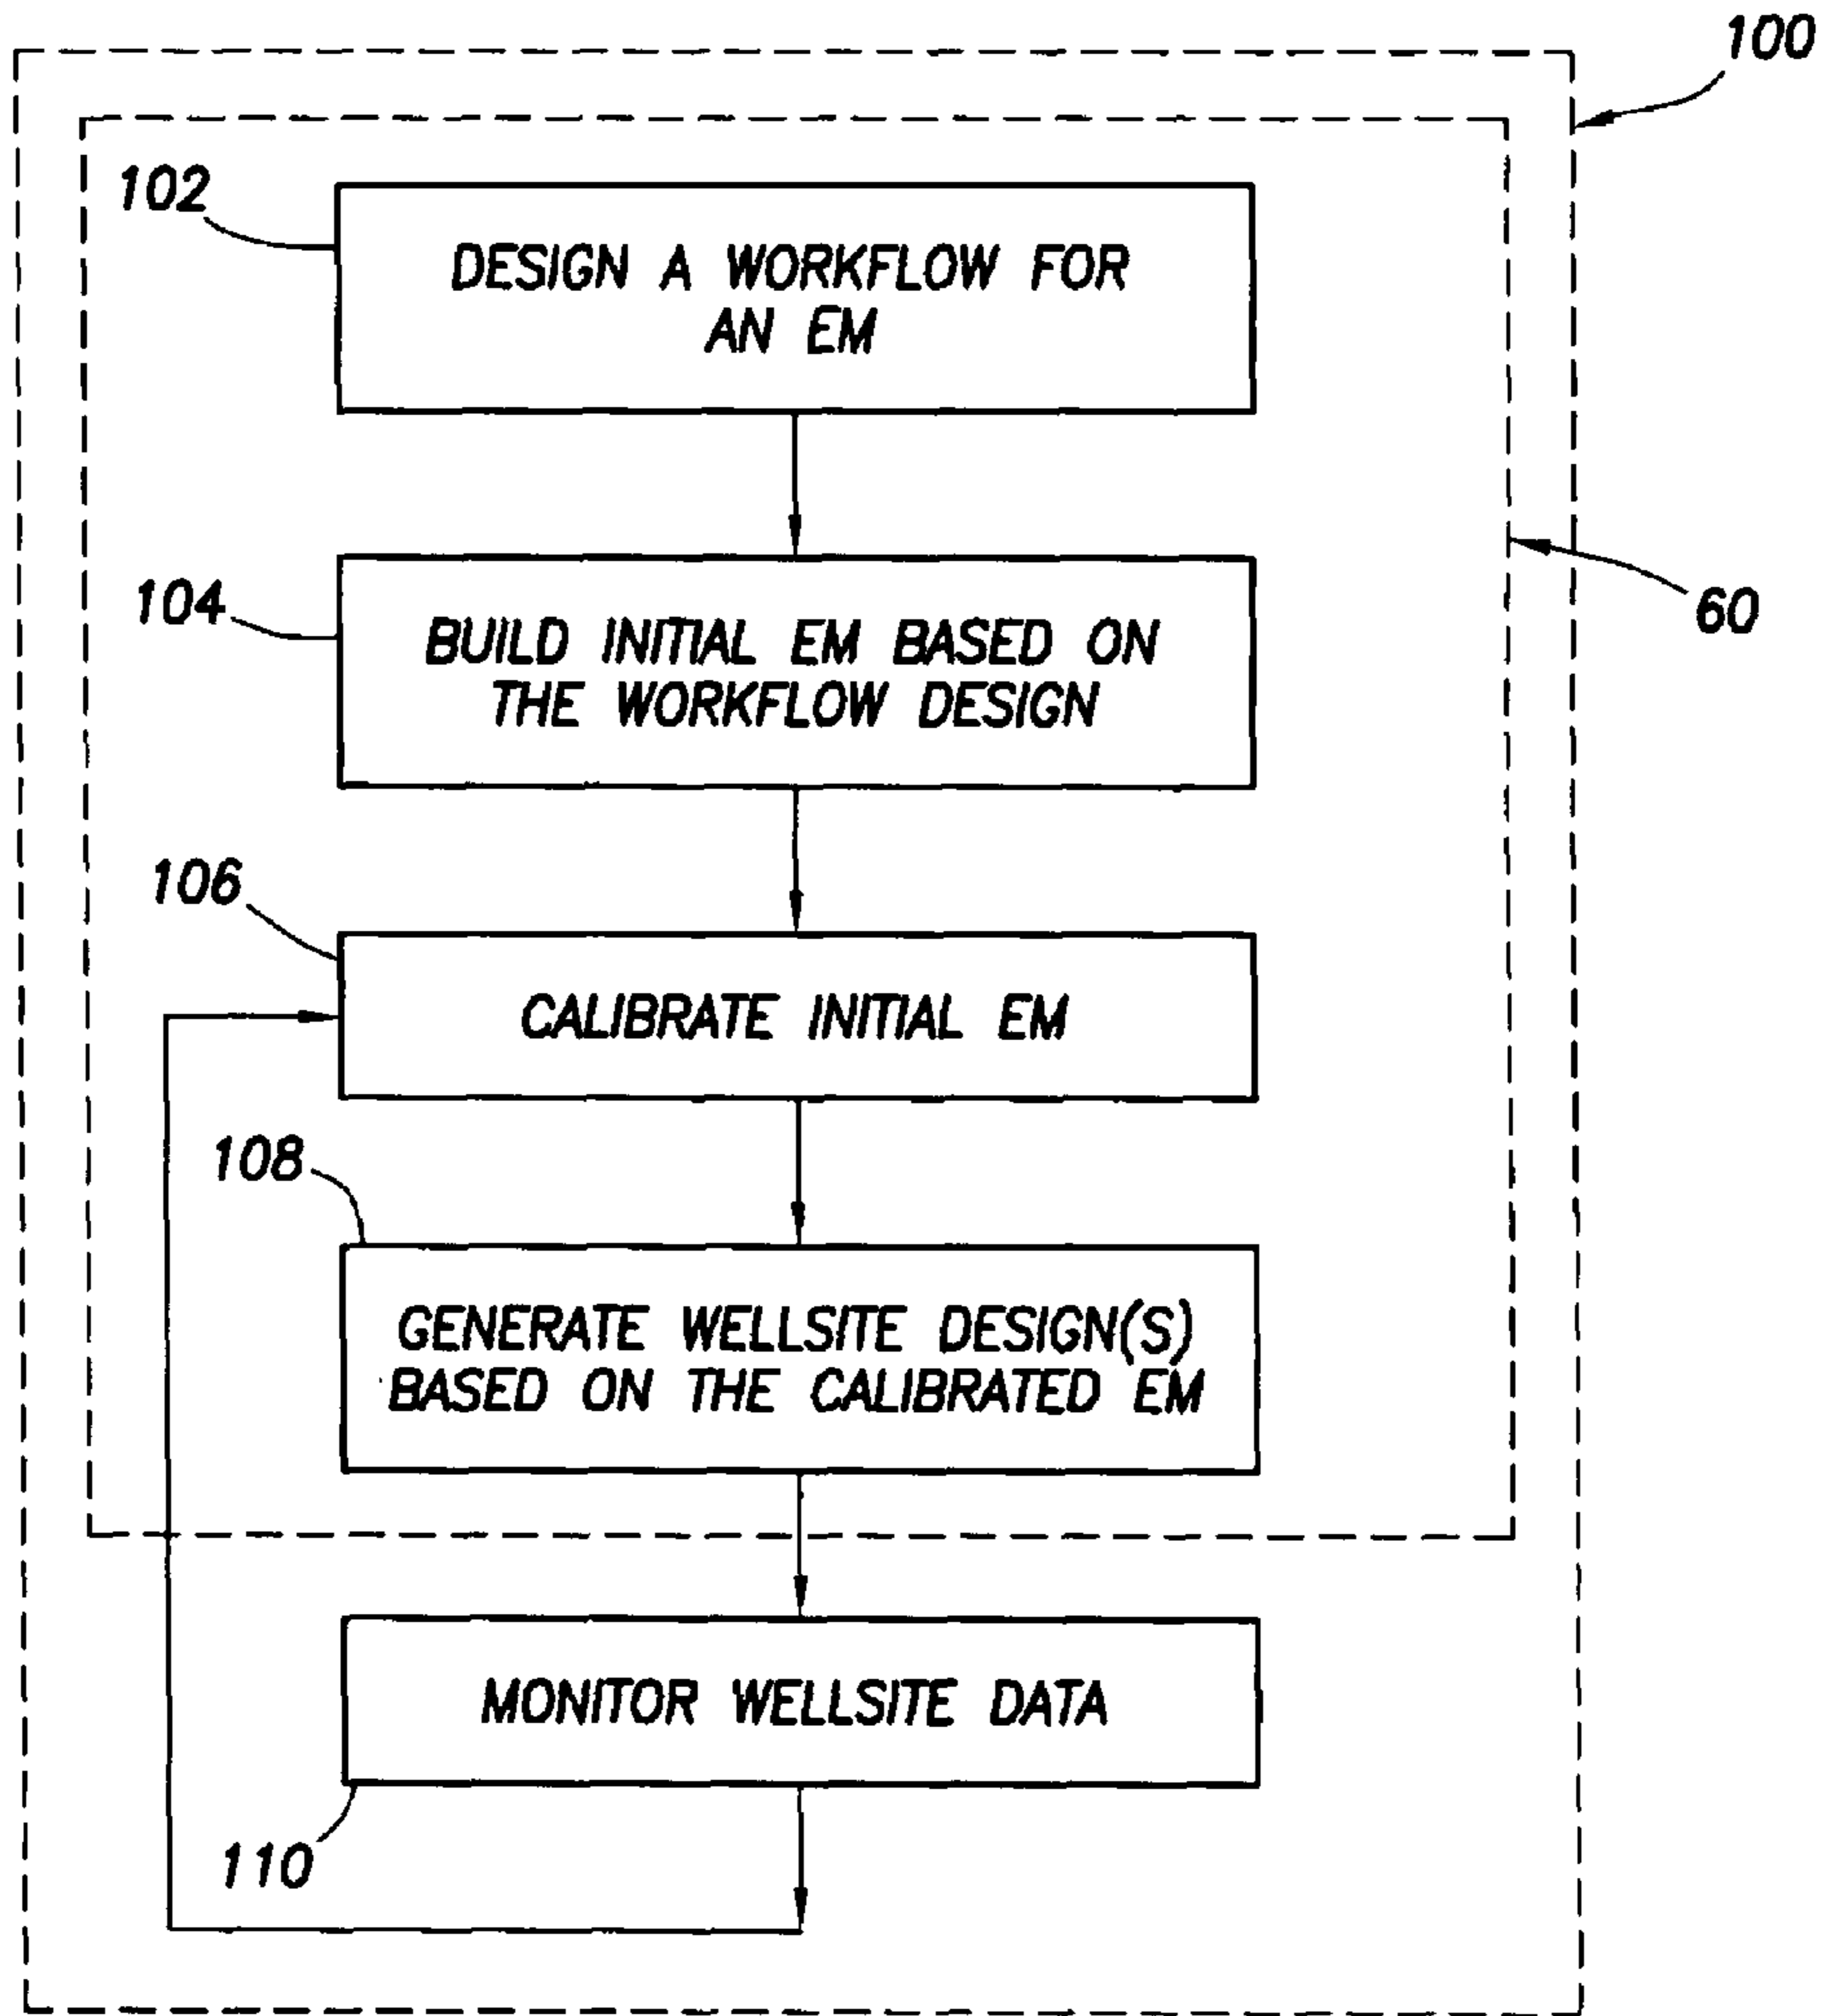 100
102
DESIGN A WORKFLOW FOR
AN EM
60
104
BUILD INITIAL EM BASED ON
THE WORKFLOW DESIGN
106
CALIBRATE INITIAL EM
108
GENERATE WELLSITE DESIGN(S)
BASED ON THE CALIBRATED EM
MONITOR WELLSITE DATA
110